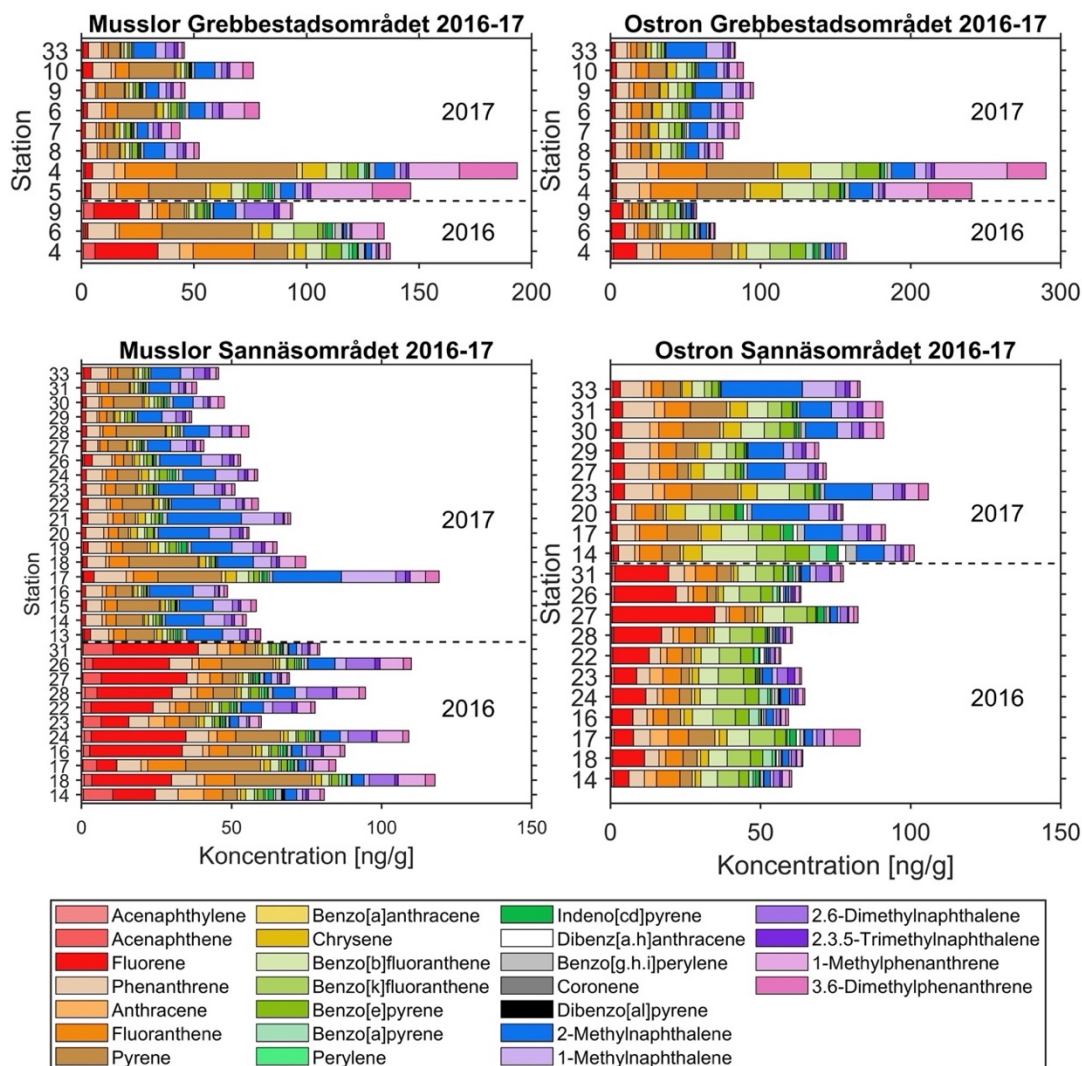 Musslor Grebbestadsområdet 2016-17
Station
33
10
9
6
7
8
4
5
9
6
4
2017
2016
0 50 100 150 200
Ostron Grebbestadsområdet 2016-17
Station
33
10
9
6
7
8
5
4
9
6
4
2017
2016
0 100 200 300
Musslor Sannäsområdet 2016-17
Station
33
31
30
29
28
27
26
24
23
22
21
20
19
18
17
16
15
14
13
31
26
27
28
22
23
24
16
17
18
14
2017
2016
0 50 100 150
Koncentration [ng/g]
Ostron Sannäsområdet 2016-17
Station
33
31
30
29
27
23
20
17
14
31
26
27
28
22
23
24
16
17
18
14
2017
2016
0 50 100 150
Koncentration [ng/g]
Acenaphthylene
Acenaphthene
Fluorene
Phenanthrene
Anthracene
Fluoranthene
Pyrene
Benzo[a]anthracene
Chrysene
Benzo[b]fluoranthene
Benzo[k]fluoranthene
Benzo[e]pyrene
Benzo[a]pyrene
Perylene
Indeno[cd]pyrene
Dibenz[a.h]anthracene
Benzo[g.h.i]perylene
Coronene
Dibenzo[al]pyrene
2-Methylnaphthalene
1-Methylnaphthalene
2.6-Dimethylnaphthalene
2.3.5-Trimethylnaphthalene
1-Methylphenanthrene
3.6-Dimethylphenanthrene